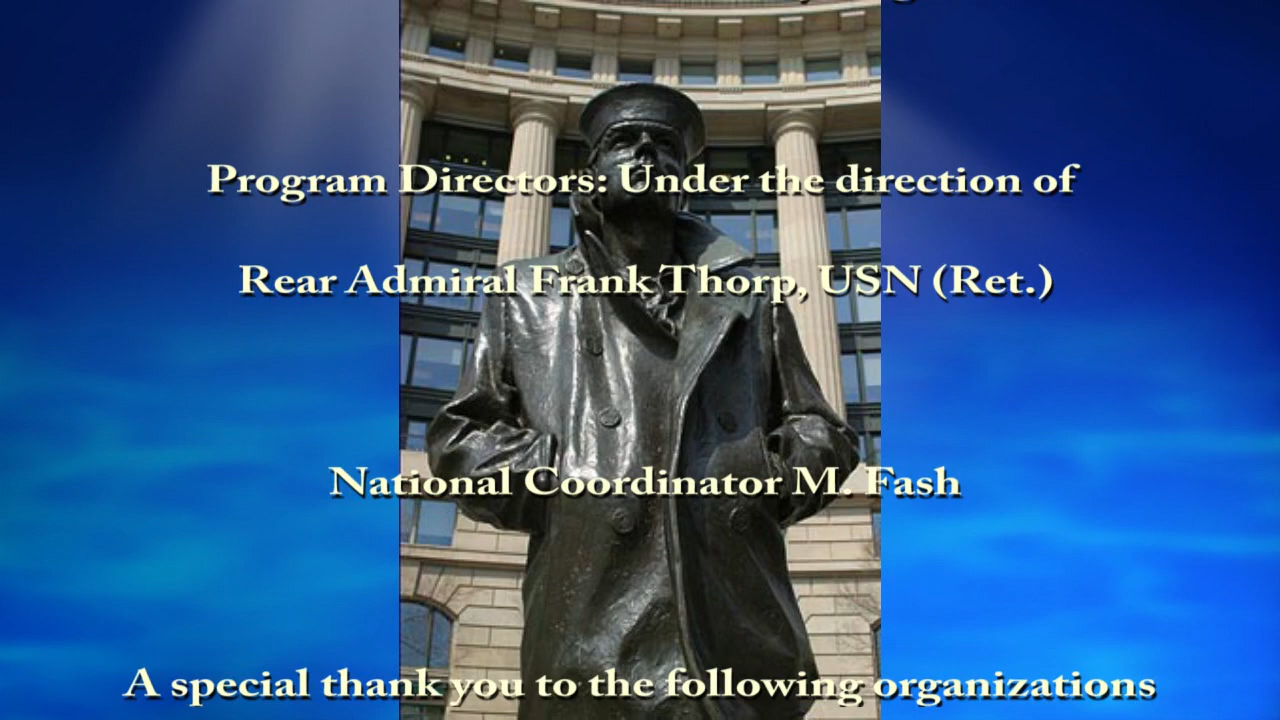 Program Directors: Under the direction of
Rear Admiral Frank Thorp, USN (Ret.)
National Coordinator M. Fash
A special thank you to the following organizations